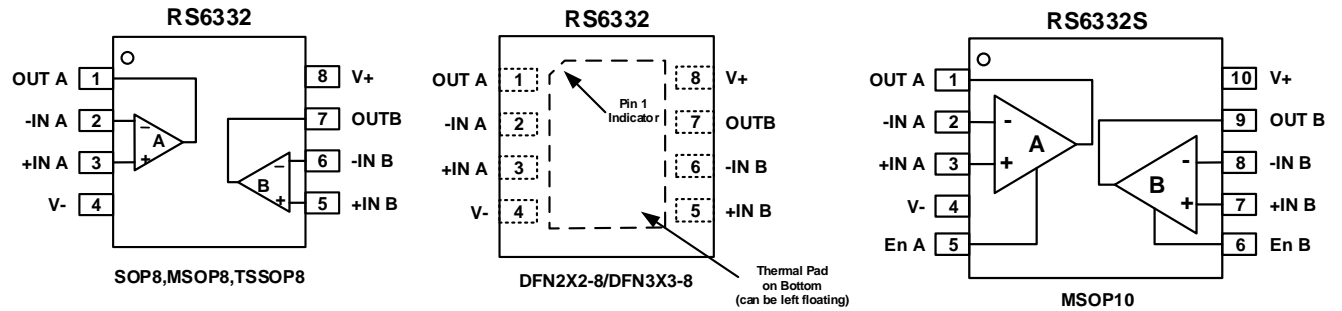 RS6332
OUT A 1
-IN A 2
+IN A 3
V- 4
8 V+
7 OUTB
6 -IN B
5 +IN B
A
B
− +
− +
SOP8,MSOP8,TSSOP8
RS6332
OUT A 1
-IN A 2
+IN A 3
V- 4
8 V+
7 OUTB
6 -IN B
5 +IN B
Pin 1
Indicator
Thermal Pad
on Bottom
(can be left floating)
DFN2X2-8/DFN3X3-8
RS6332S
OUT A 1
-IN A 2
+IN A 3
V- 4
En A 5
10 V+
9 OUT B
8 -IN B
7 +IN B
6 En B
A
B
- +
- +
MSOP10